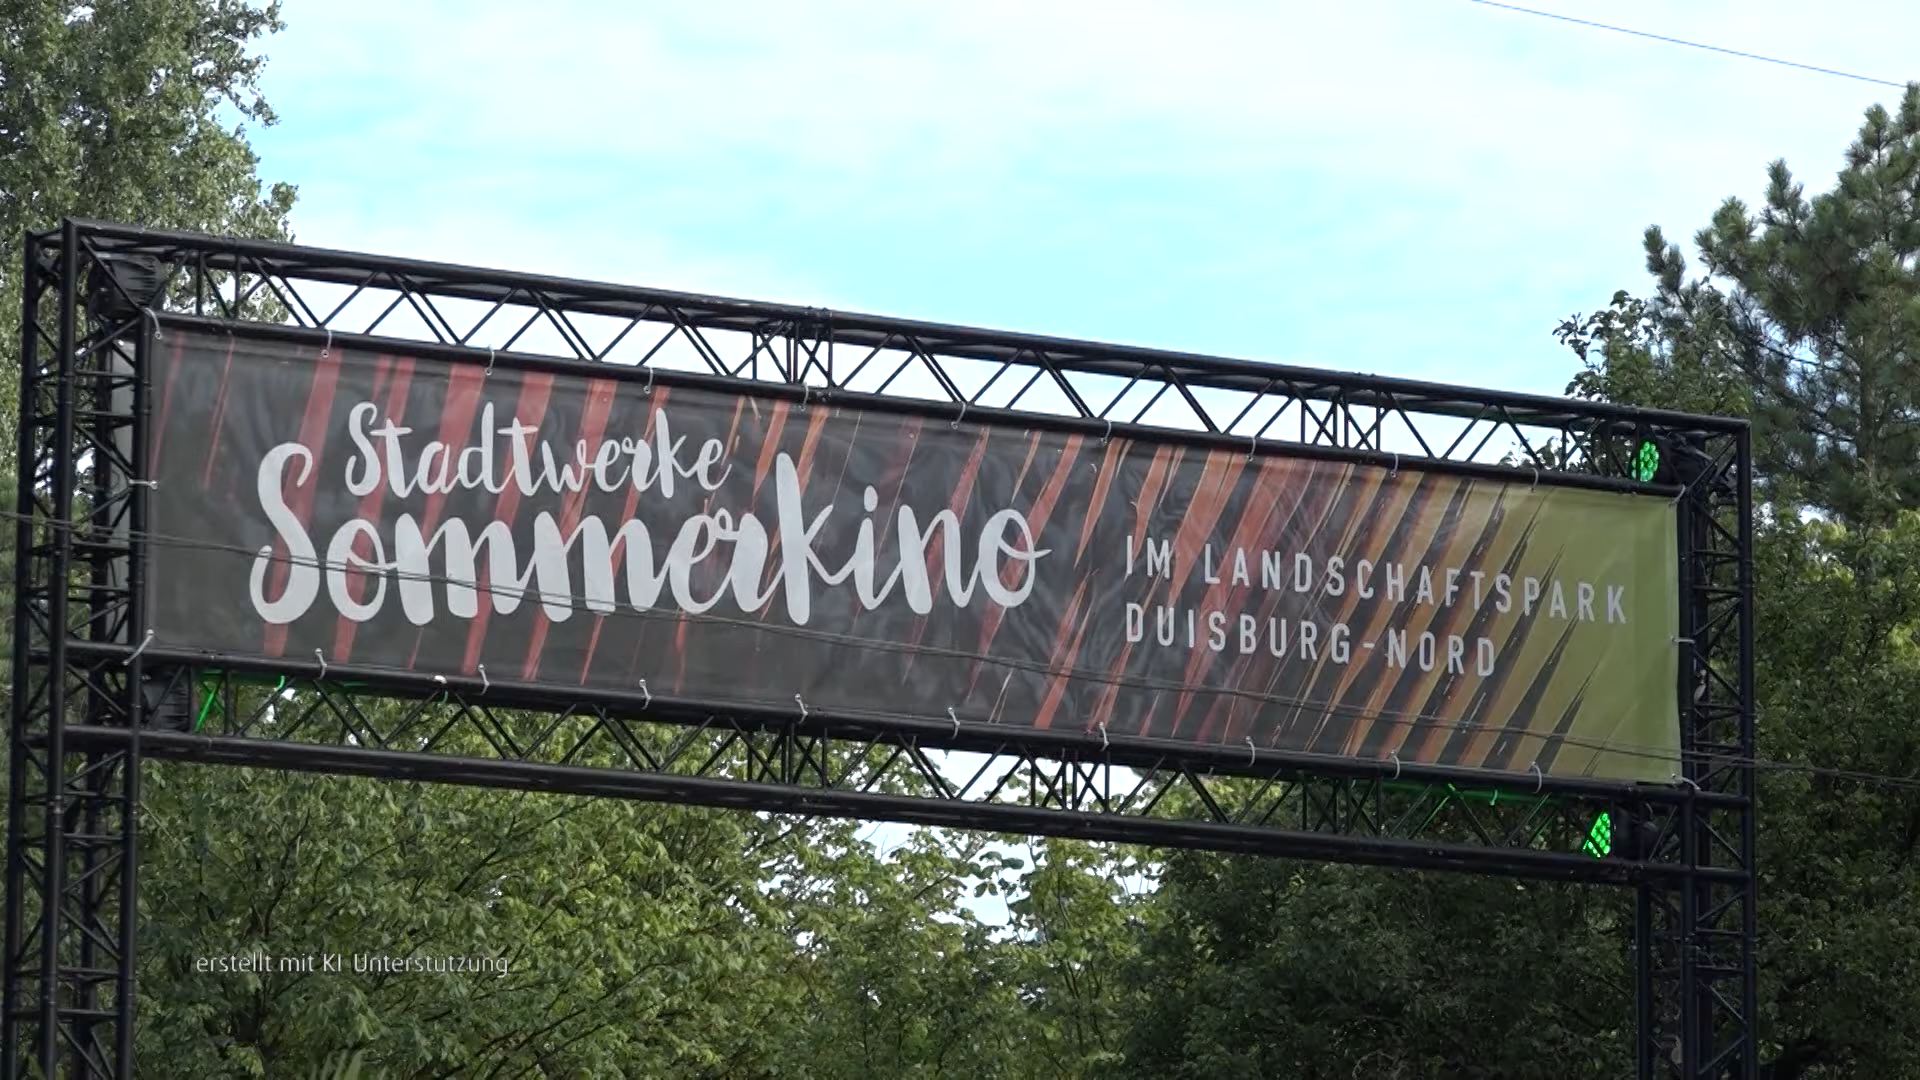 Stadtwerke
Sommerkino
IM LANDSCHAFTSPARK
DUISBURG-NORD
erstellt mit KI Unterstutzung